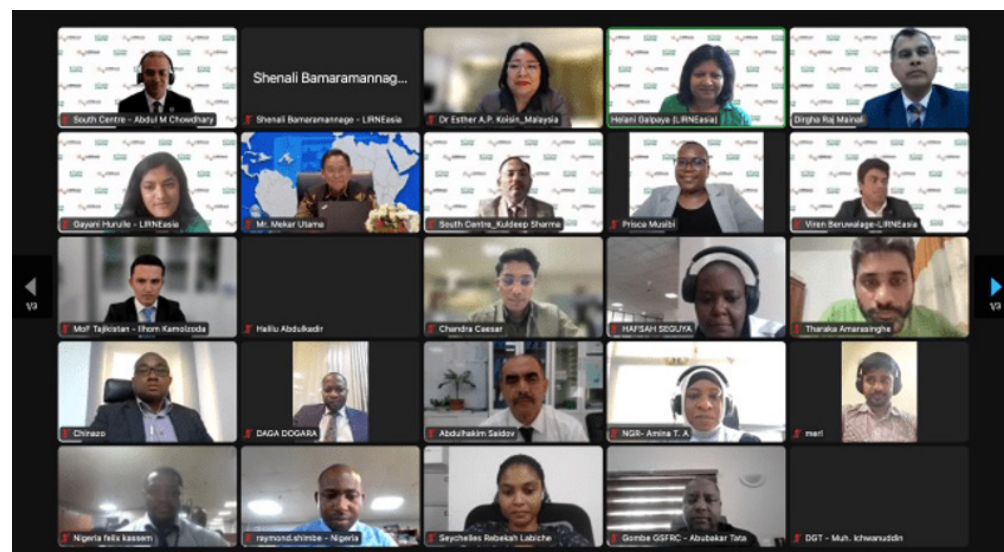 South Centre - Abdul M Chowdhary
Shenali Bamaramannag...
Shenali Bamaramannage - LIRNEasia
Dr Esther A.P. Koisin_Malaysia
Helani Galpaya (LIRNEasia)
Dirgha Raj Mainali
Gayani Hurulle - LIRNEasia
Mr. Mekar Utama
South Centre_Kuldeep Sharma
Prisca Musibi
Viren Beruwalage-LIRNEasia
1/3
MoF Tajikistan - Ilhom Kamolzoda
Halilu Abdulkadir
Chandra Caesar
HAFSAH SEGUYA
Tharaka Amarasinghe
1/3
Chinazo
DAGA DOGARA
Abdulhakim Saidov
NGR- Amina T. A
meri
Nigeria felix kassem
raymond.shimbe - Nigeria
Seychelles Rebekah Labiche
Gombe GSFRC - Abubakar Tata
DGT - Muh. Ichwanuddin